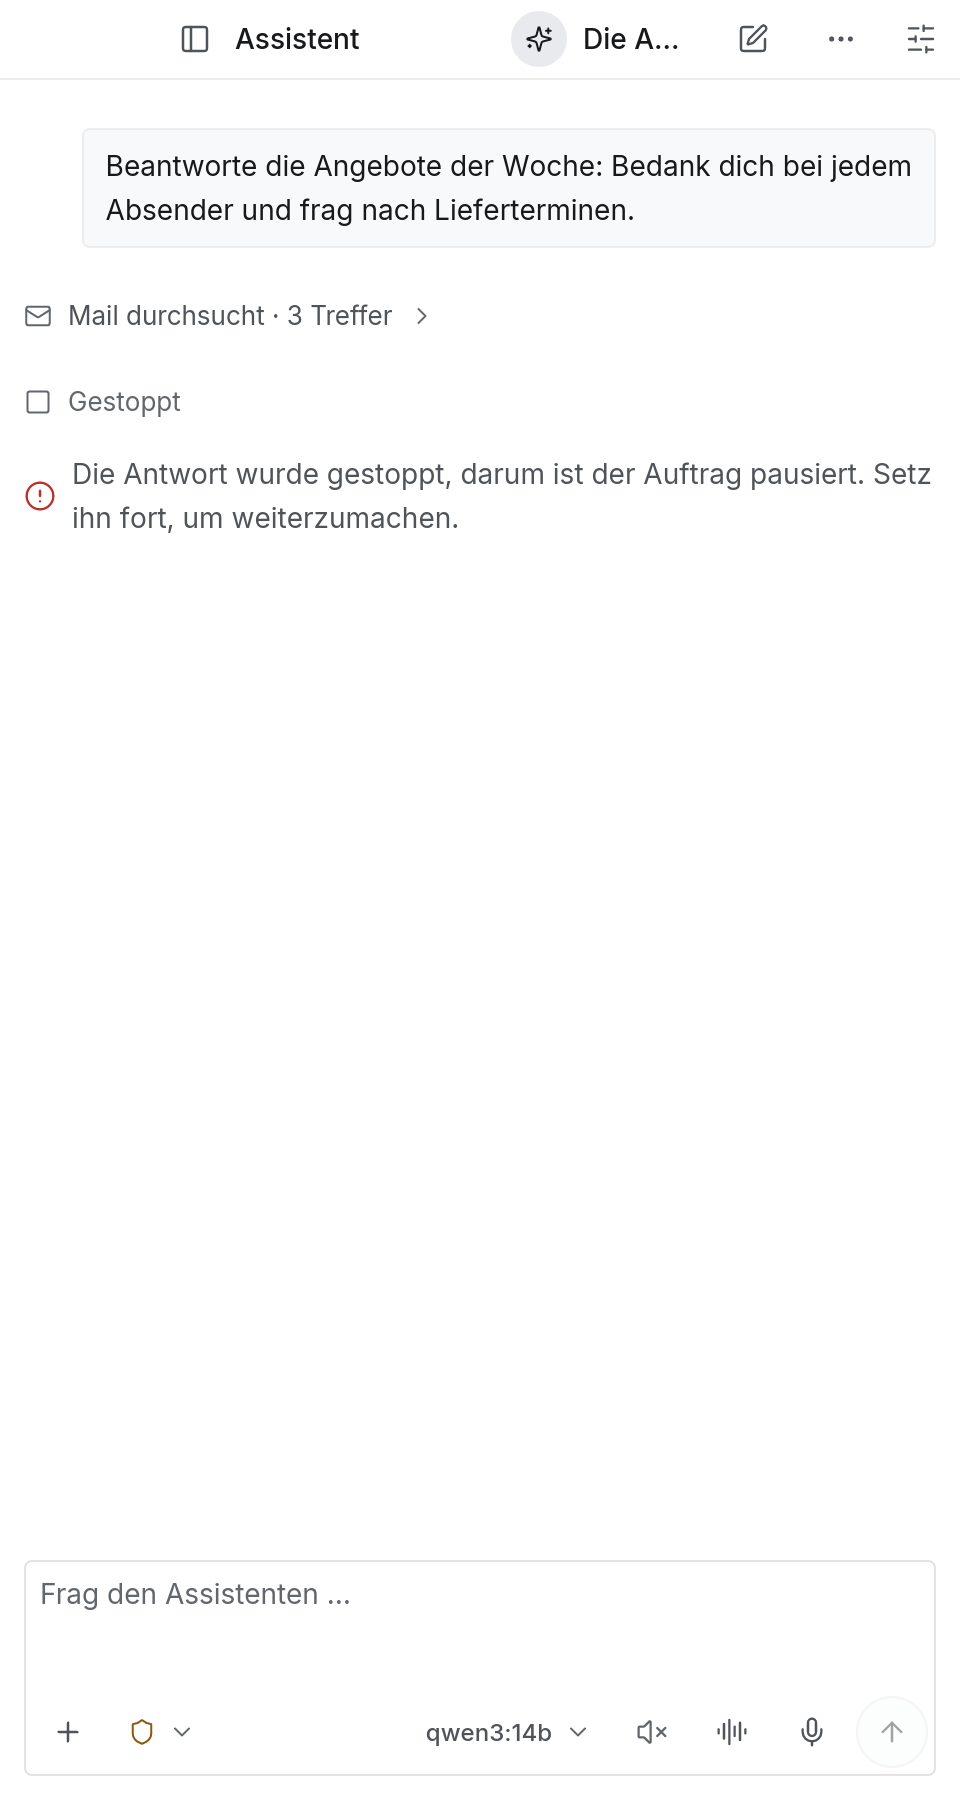 Assistent
Die A...
Beantworte die Angebote der Woche: Bedank dich bei jedem
Absender und frag nach Lieferterminen.
Mail durchsucht · 3 Treffer
Gestoppt
Die Antwort wurde gestoppt, darum ist der Auftrag pausiert. Setz
ihn fort, um weiterzumachen.
Frag den Assistenten ...
qwen3:14b